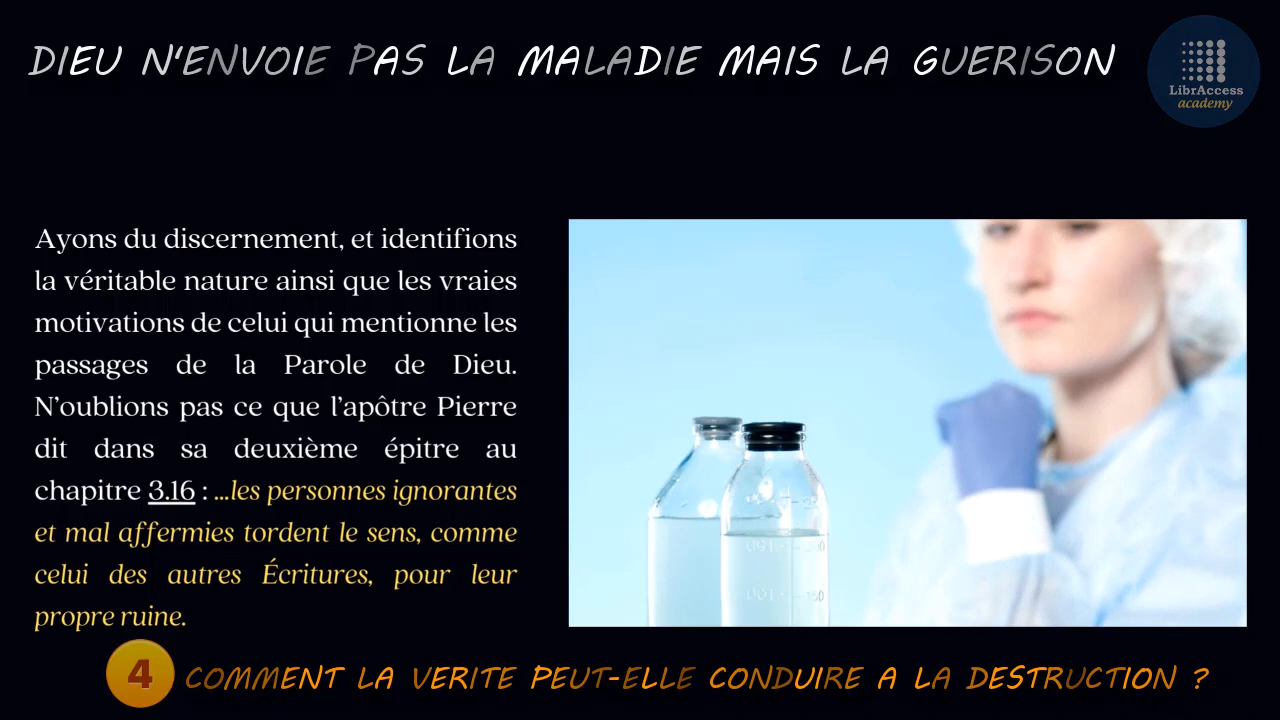 DIEU N'ENVOIE PAS LA MALADIE MAIS LA GUERISON
LibrAccess
academy
Ayons du discernement, et identifions
la véritable nature ainsi que les vraies
motivations de celui qui mentionne les
passages de la Parole de Dieu.
N’oublions pas ce que l’apôtre Pierre
dit dans sa deuxième épitre au
chapitre 3.16 : ...les personnes ignorantes
et mal affermies tordent le sens, comme
celui des autres Écritures, pour leur
propre ruine.
4 COMMENT LA VERITE PEUT-ELLE CONDUIRE A LA DESTRUCTION ?